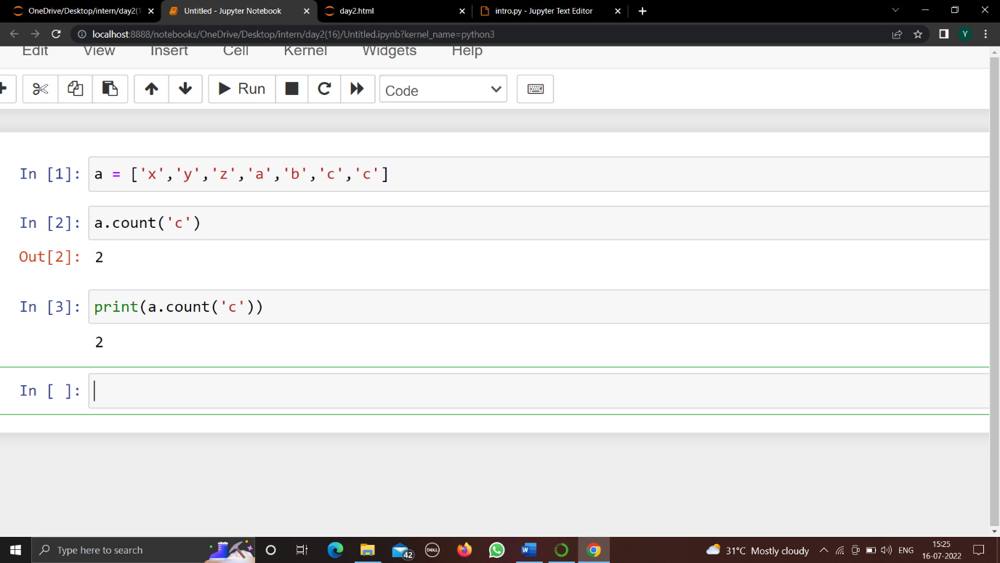 OneDrive/Desktop/intern/day2(1
Untitled - Jupyter Notebook
day2.html
intro.py - Jupyter Text Editor
localhost:8888/notebooks/OneDrive/Desktop/intern/day2(16)/Untitled.ipynb?kernel_name=python3
Y
Edit View Insert Cell Kernel Widgets Help
Run
Code
In [1]: a = ['x','y','z','a','b','c','c']
In [2]: a.count('c')
Out[2]: 2
In [3]: print(a.count('c'))
2
In [ ]:
Type here to search
42
DELL
W
31°C Mostly cloudy
ENG
15:25
16-07-2022